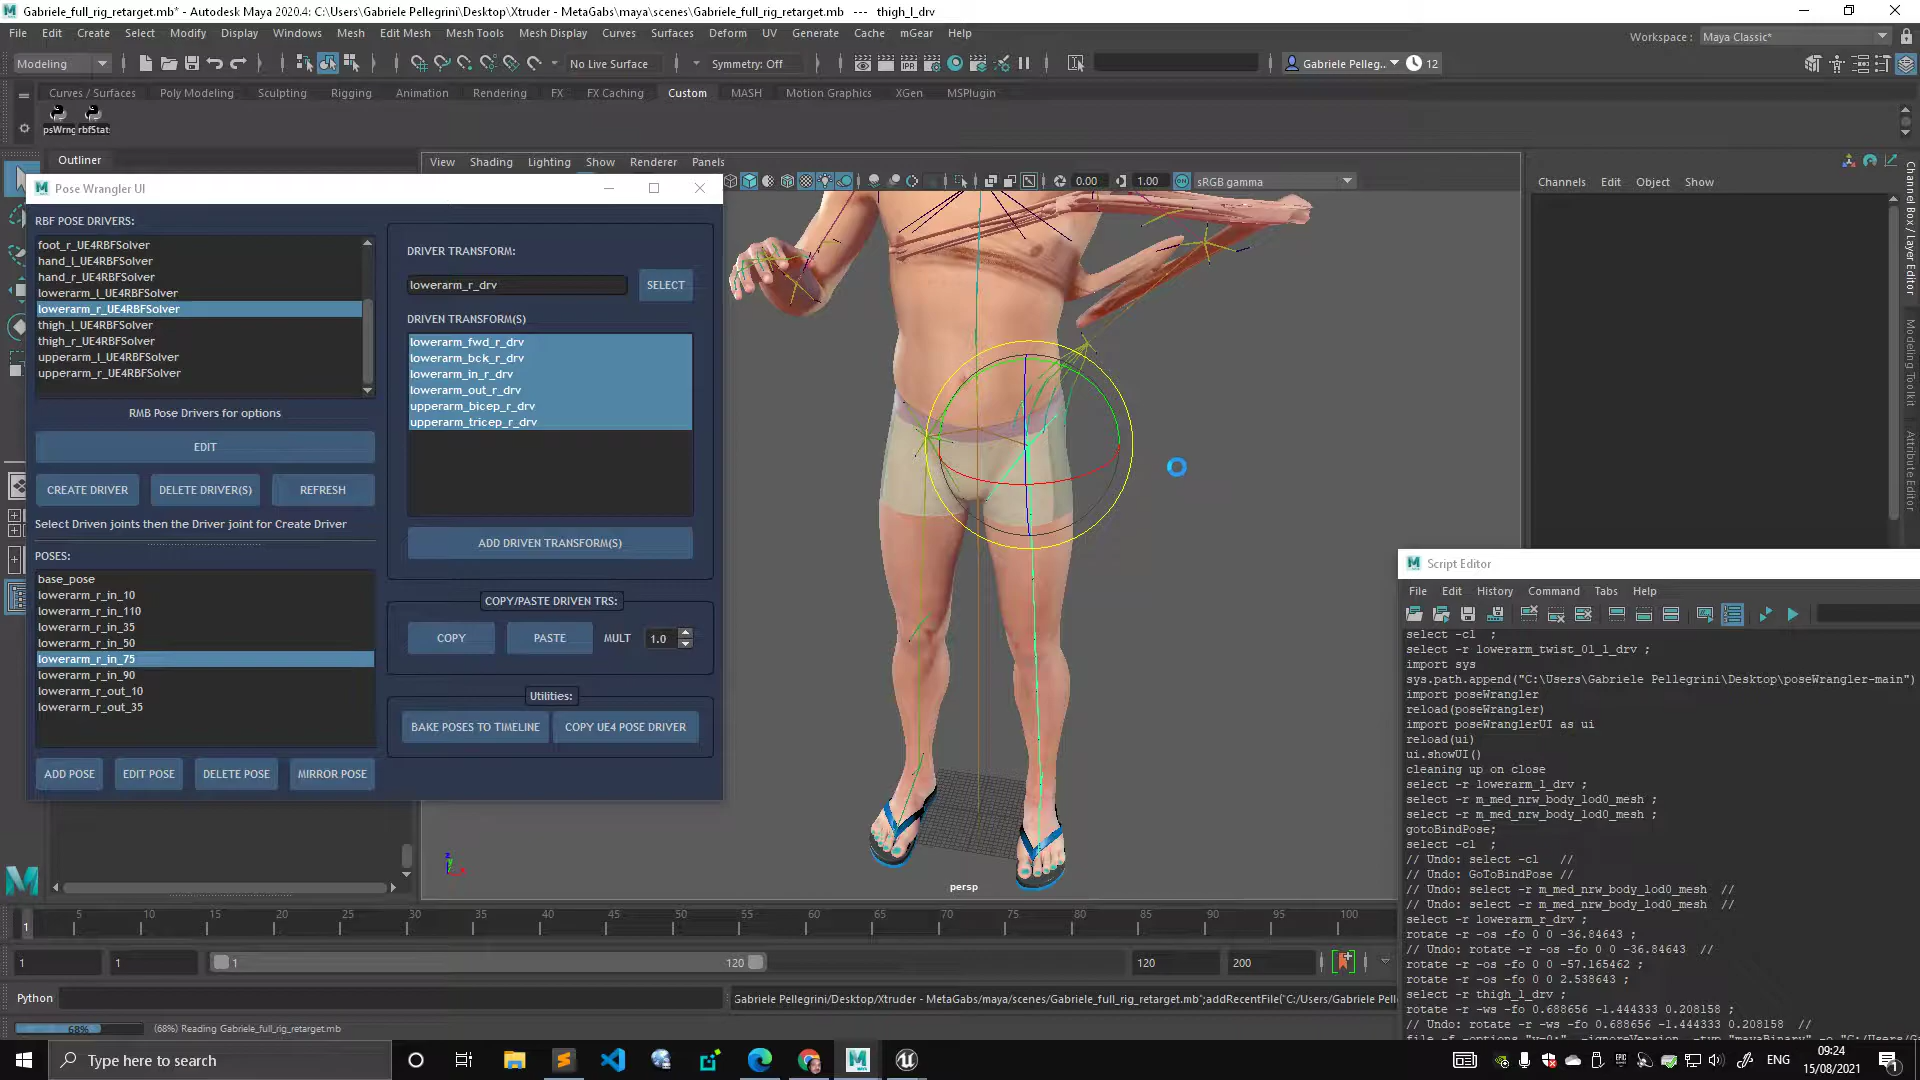 Gabriele_full_rig_retarget.mb* - Autodesk Maya 2020.4: C:\Users\Gabriele Pellegrini\Desktop\Xtruder - MetaGabs\maya\scenes\Gabriele_full_rig_retarget.mb --- thigh_l_drv
File Edit Create Select Modify Display Windows Mesh Edit Mesh Mesh Tools Mesh Display Curves Surfaces Deform UV Generate Cache mGear Help
Workspace : Maya Classic*
Modeling
No Live Surface
Symmetry: Off
Gabriele Pelleg..
12
Curves / Surfaces Poly Modeling Sculpting Rigging Animation Rendering FX FX Caching Custom MASH Motion Graphics XGen MSPlugin
psWrng rbfStat:
Outliner
View Shading Lighting Show Renderer Panels
0.00
1.00
sRGB gamma
Channels Edit Object Show
Channel Box / Layer Editor
Modeling Toolkit
Attribute Editor
Pose Wrangler UI
RBF POSE DRIVERS:
foot_r_UE4RBFSolver
hand_l_UE4RBFSolver
hand_r_UE4RBFSolver
lowerarm_l_UE4RBFSolver
lowerarm_r_UE4RBFSolver
thigh_l_UE4RBFSolver
thigh_r_UE4RBFSolver
upperarm_l_UE4RBFSolver
upperarm_r_UE4RBFSolver
RMB Pose Drivers for options
EDIT
CREATE DRIVER DELETE DRIVER(S) REFRESH
Select Driven joints then the Driver joint for Create Driver
POSES:
base_pose
lowerarm_r_in_10
lowerarm_r_in_110
lowerarm_r_in_35
lowerarm_r_in_50
lowerarm_r_in_75
lowerarm_r_in_90
lowerarm_r_out_10
lowerarm_r_out_35
ADD POSE EDIT POSE DELETE POSE MIRROR POSE
DRIVER TRANSFORM:
lowerarm_r_drv
SELECT
DRIVEN TRANSFORM(S)
lowerarm_fwd_r_drv
lowerarm_bck_r_drv
lowerarm_in_r_drv
lowerarm_out_r_drv
upperarm_bicep_r_drv
upperarm_tricep_r_drv
ADD DRIVEN TRANSFORM(S)
COPY/PASTE DRIVEN TRS:
COPY PASTE MULT 1.0
Utilities:
BAKE POSES TO TIMELINE COPY UE4 POSE DRIVER
persp
Script Editor
File Edit History Command Tabs Help
select -cl  ;
select -r lowerarm_twist_01_l_drv ;
import sys
sys.path.append("C:\Users\Gabriele Pellegrini\Desktop\poseWrangler-main")
import poseWrangler
reload(poseWrangler)
import poseWranglerUI as ui
reload(ui)
ui.showUI()
cleaning up on close
select -r lowerarm_l_drv ;
select -r m_med_nrw_body_lod0_mesh ;
select -r m_med_nrw_body_lod0_mesh ;
gotoBindPose;
select -cl  ;
// Undo: select -cl   //
// Undo: GoToBindPose //
// Undo: select -r m_med_nrw_body_lod0_mesh  //
// Undo: select -r m_med_nrw_body_lod0_mesh  //
select -r lowerarm_r_drv ;
rotate -r -os -fo 0 0 -36.84643 ;
// Undo: rotate -r -os -fo 0 0 -36.84643  //
rotate -r -os -fo 0 0 -57.165462 ;
rotate -r -os -fo 0 0 2.538643 ;
select -r thigh_l_drv ;
rotate -r -ws -fo 0.688656 -1.444333 0.208158 ;
// Undo: rotate -r -ws -fo 0.688656 -1.444333 0.208158  //
1 5 10 15 20 25 30 35 40 45 50 55 60 65 70 75 80 85 90 95 100
1 1 1 120 120 200
Python
Gabriele Pellegrini/Desktop/Xtruder - MetaGabs/maya/scenes/Gabriele_full_rig_retarget.mb";addRecentFile("C:/Users/Gabriele Pell
68%
(68%) Reading Gabriele_full_rig_retarget.mb
Type here to search
ENG
09:24
15/08/2021
1